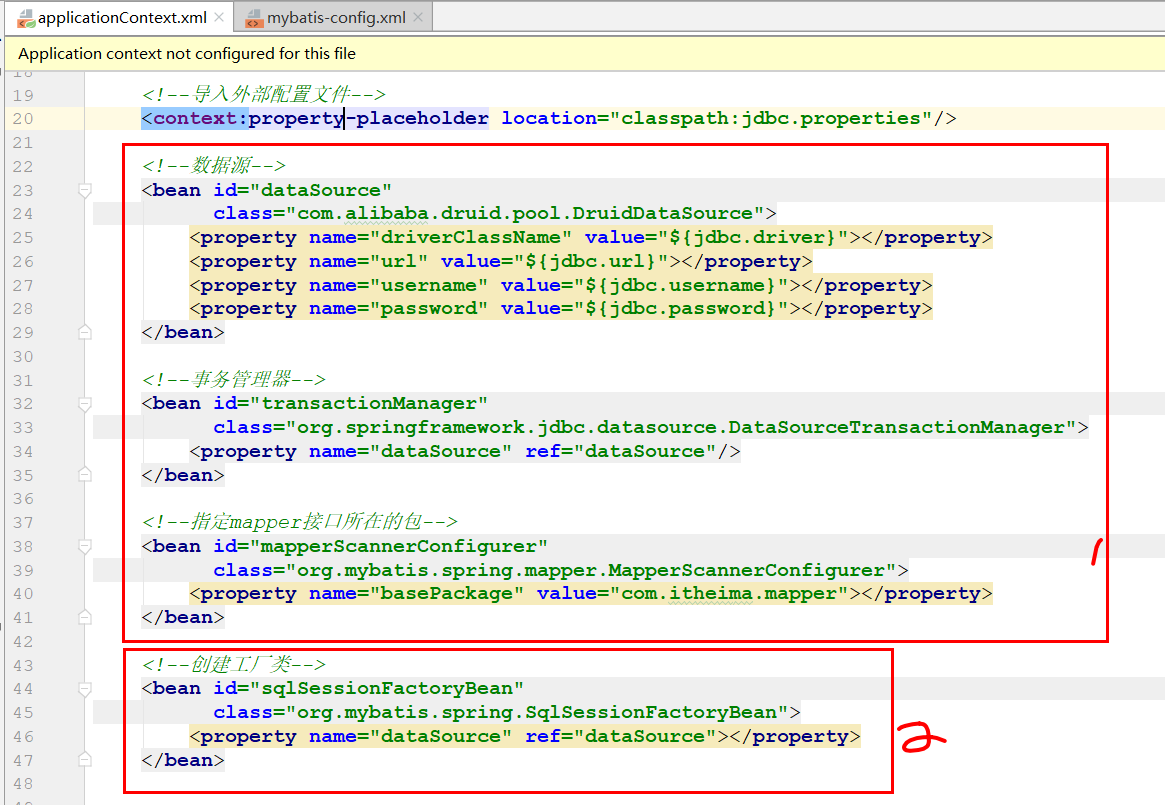 applicationContext.xml
mybatis-config.xml
Application context not configured for this file
18
19 <!--导入外部配置文件-->
20 <context:property-placeholder location="classpath:jdbc.properties"/>
21
22 <!--数据源-->
23 <bean id="dataSource"
24 class="com.alibaba.druid.pool.DruidDataSource">
25 <property name="driverClassName" value="${jdbc.driver}"></property>
26 <property name="url" value="${jdbc.url}"></property>
27 <property name="username" value="${jdbc.username}"></property>
28 <property name="password" value="${jdbc.password}"></property>
29 </bean>
30
31 <!--事务管理器-->
32 <bean id="transactionManager"
33 class="org.springframework.jdbc.datasource.DataSourceTransactionManager">
34 <property name="dataSource" ref="dataSource"/>
35 </bean>
36
37 <!--指定mapper接口所在的包-->
38 <bean id="mapperScannerConfigurer"
39 class="org.mybatis.spring.mapper.MapperScannerConfigurer">
40 <property name="basePackage" value="com.itheima.mapper"></property>
41 </bean>
1
42
43 <!--创建工厂类-->
44 <bean id="sqlSessionFactoryBean"
45 class="org.mybatis.spring.SqlSessionFactoryBean">
46 <property name="dataSource" ref="dataSource"></property>
47 </bean>
2
48